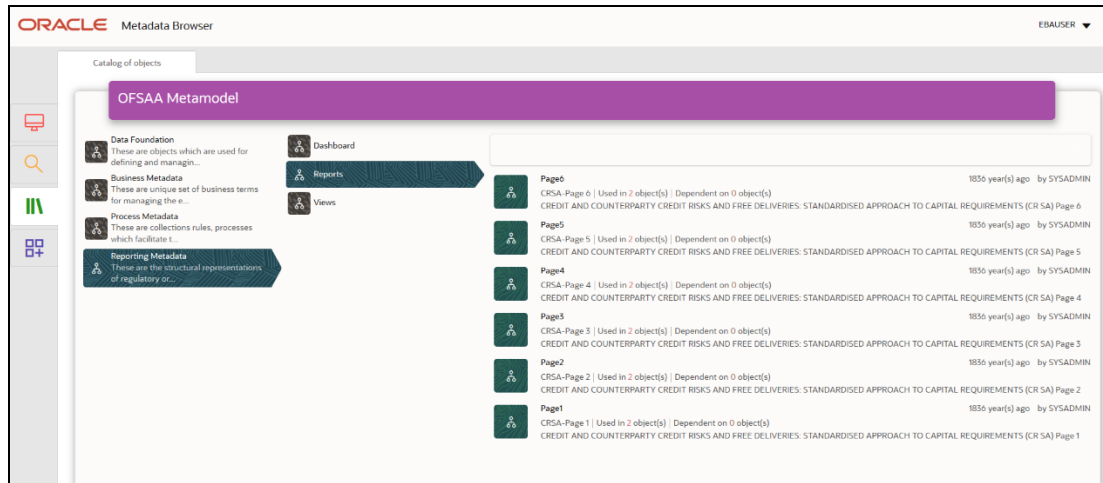 ORACLE Metadata Browser
EBAUSER
Catalog of objects
OFSAA Metamodel
Data Foundation
These are objects which are used for
defining and managin...
Business Metadata
These are unique set of business terms
for managing the e...
Process Metadata
These are collections rules, processes
which facilitate t...
Reporting Metadata
These are the structural representations
of regulatory or...
Dashboard
Reports
Views
Page6 1836 year(s) ago by SYSADMIN
CRSA-Page 6 | Used in 2 object(s) | Dependent on 0 object(s)
CREDIT AND COUNTERPARTY CREDIT RISKS AND FREE DELIVERIES: STANDARDISED APPROACH TO CAPITAL REQUIREMENTS (CR SA) Page 6
Page5 1836 year(s) ago by SYSADMIN
CRSA-Page 5 | Used in 2 object(s) | Dependent on 0 object(s)
CREDIT AND COUNTERPARTY CREDIT RISKS AND FREE DELIVERIES: STANDARDISED APPROACH TO CAPITAL REQUIREMENTS (CR SA) Page 5
Page4 1836 year(s) ago by SYSADMIN
CRSA-Page 4 | Used in 2 object(s) | Dependent on 0 object(s)
CREDIT AND COUNTERPARTY CREDIT RISKS AND FREE DELIVERIES: STANDARDISED APPROACH TO CAPITAL REQUIREMENTS (CR SA) Page 4
Page3 1836 year(s) ago by SYSADMIN
CRSA-Page 3 | Used in 2 object(s) | Dependent on 0 object(s)
CREDIT AND COUNTERPARTY CREDIT RISKS AND FREE DELIVERIES: STANDARDISED APPROACH TO CAPITAL REQUIREMENTS (CR SA) Page 3
Page2 1836 year(s) ago by SYSADMIN
CRSA-Page 2 | Used in 2 object(s) | Dependent on 0 object(s)
CREDIT AND COUNTERPARTY CREDIT RISKS AND FREE DELIVERIES: STANDARDISED APPROACH TO CAPITAL REQUIREMENTS (CR SA) Page 2
Page1 1836 year(s) ago by SYSADMIN
CRSA-Page 1 | Used in 2 object(s) | Dependent on 0 object(s)
CREDIT AND COUNTERPARTY CREDIT RISKS AND FREE DELIVERIES: STANDARDISED APPROACH TO CAPITAL REQUIREMENTS (CR SA) Page 1